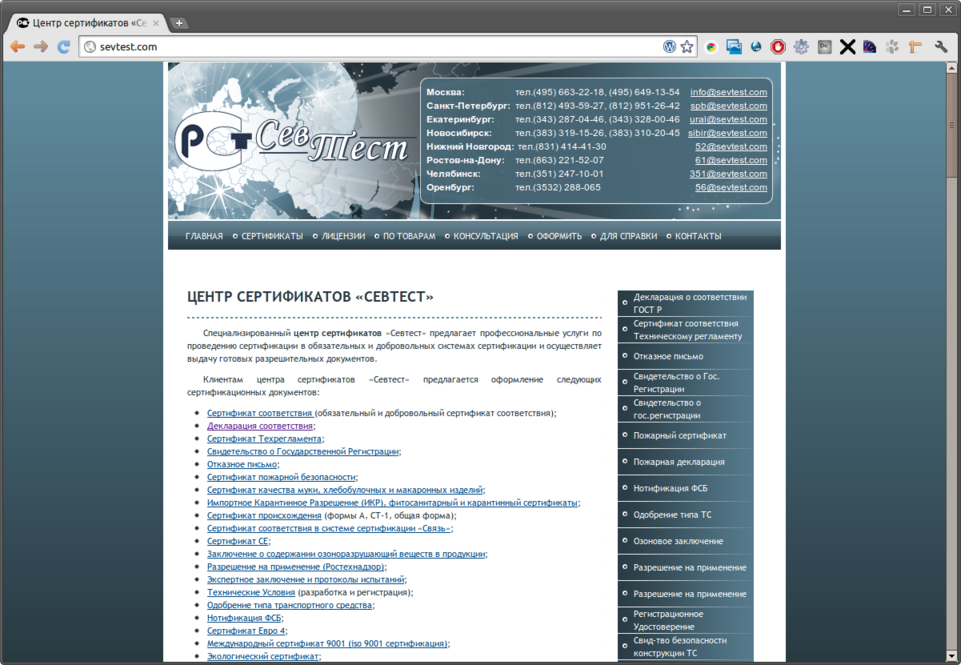 Центр сертификатов «Се
sevtest.com
РСт СевТест
Москва: тел.(495) 663-22-18, (495) 649-13-54 info@sevtest.com
Санкт-Петербург: тел.(812) 493-59-27, (812) 951-26-42 spb@sevtest.com
Екатеринбург: тел.(343) 287-04-46, (343) 328-00-46 ural@sevtest.com
Новосибирск: тел.(383) 319-15-26, (383) 310-20-45 sibir@sevtest.com
Нижний Новгород: тел.(831) 414-41-30 52@sevtest.com
Ростов-на-Дону: тел.(863) 221-52-07 61@sevtest.com
Челябинск: тел.(351) 247-10-01 351@sevtest.com
Оренбург: тел.(3532) 288-065 56@sevtest.com
ГЛАВНАЯ СЕРТИФИКАТЫ ЛИЦЕНЗИИ ПО ТОВАРАМ КОНСУЛЬТАЦИЯ ОФОРМИТЬ ДЛЯ СПРАВКИ КОНТАКТЫ
ЦЕНТР СЕРТИФИКАТОВ «СЕВТЕСТ»
Специализированный центр сертификатов «Севтест» предлагает профессиональные услуги по
проведению сертификации в обязательных и добровольных системах сертификации и осуществляет
выдачу готовых разрешительных документов.
Клиентам центра сертификатов «Севтест» предлагается оформление следующих
сертификационных документов:
Сертификат соответствия (обязательный и добровольный сертификат соответствия);
Декларация соответствия;
Сертификат Техрегламента;
Свидетельство о Государственной Регистрации;
Отказное письмо;
Сертификат пожарной безопасности;
Сертификат качества муки, хлебобулочных и макаронных изделий;
Импортное Карантинное Разрешение (ИКР), фитосанитарный и карантинный сертификаты;
Сертификат происхождения (формы А, СТ-1, общая форма);
Сертификат соответствия в системе сертификации «Связь»;
Сертификат СЕ;
Заключение о содержании озоноразрушающий веществ в продукции;
Разрешение на применение (Ростехнадзор);
Экспертное заключение и протоколы испытаний;
Технические Условия (разработка и регистрация);
Одобрение типа транспортного средства;
Нотификация ФСБ;
Сертификат Евро 4;
Международный сертификат 9001 (iso 9001 сертификация);
Экологический сертификат;
Декларация о соответствии
ГОСТ Р
Сертификат соответствия
Техническому регламенту
Отказное письмо
Свидетельство о Гос.
Регистрации
Свидетельство о
гос.регистрации
Пожарный сертификат
Пожарная декларация
Нотификация ФСБ
Одобрение типа ТС
Озоновое заключение
Разрешение на применение
Разрешение на применение
Регистрационное
Удостоверение
Свид-тво безопасности
конструкции ТС